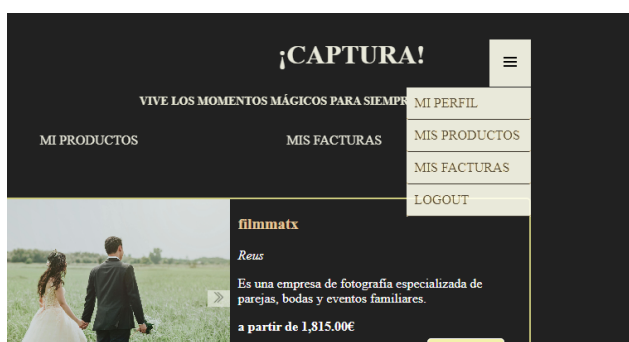 ¡CAPTURA!
VIVE LOS MOMENTOS MÁGICOS PARA SIEMPR
MI PERFIL
MI PRODUCTOS
MIS FACTURAS
MIS PRODUCTOS
MIS FACTURAS
LOGOUT
filmmatx
Reus
Es una empresa de fotografía especializada de
parejas, bodas y eventos familiares.
a partir de 1,815.00€